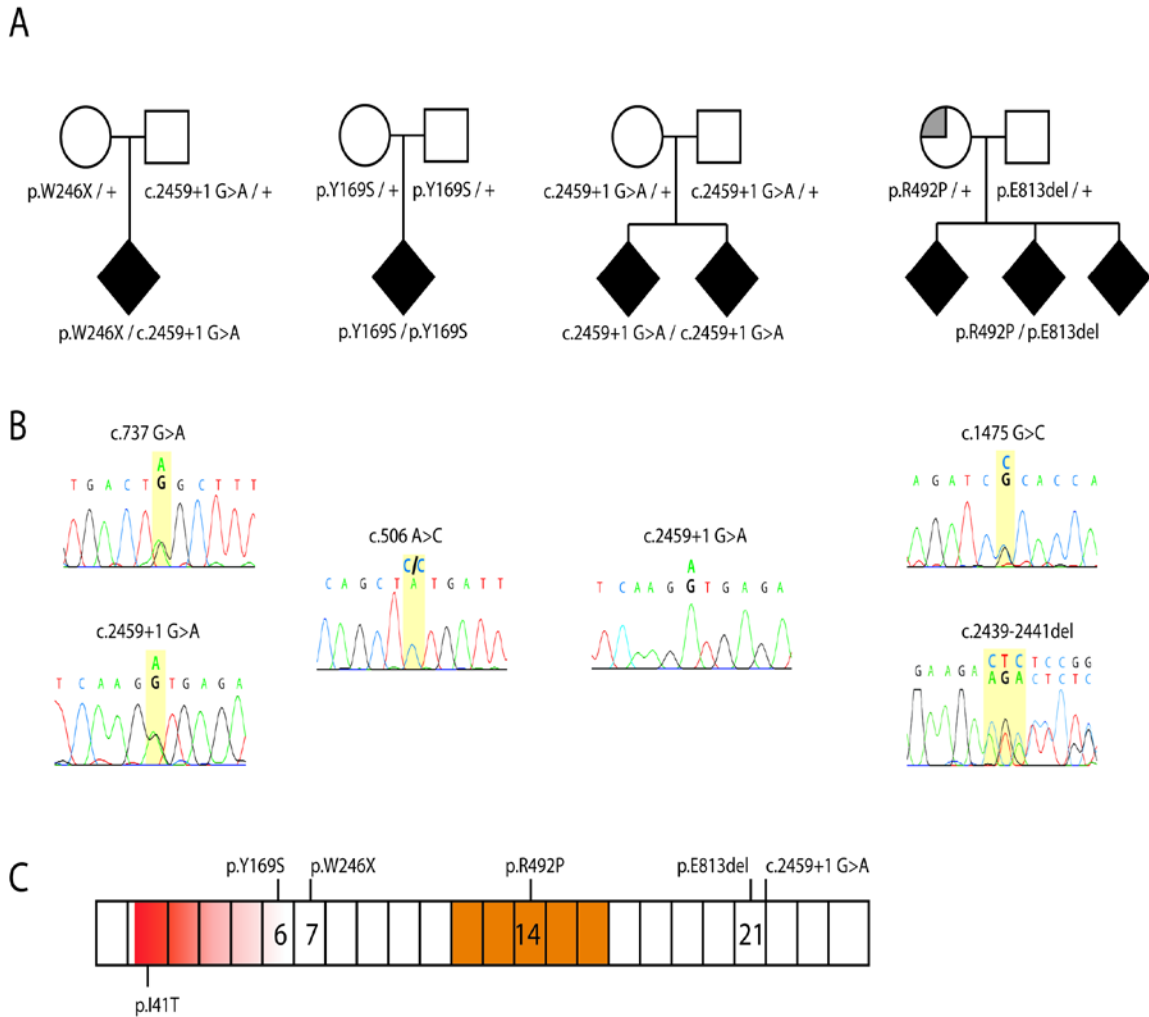 A
p.W246X / + c.2459+1 G>A / + p.Y169S / + p.Y169S / + c.2459+1 G>A / + c.2459+1 G>A / + p.R492P / + p.E813del / +
p.W246X / c.2459+1 G>A p.Y169S / p.Y169S c.2459+1 G>A / c.2459+1 G>A p.R492P / p.E813del
B
c.737 G>A
A
T G A C T G G C T T T
c.2459+1 G>A
A
T C A A G G T G A G A
c.506 A>C
C/C
C A G C T A T G A T T
c.2459+1 G>A
A
T C A A G G T G A G A
c.1475 G>C
C
A G A T C G C A C C A
c.2439-2441del
G A A G A C T C T C C G G
A G A C T C T C
C
p.Y169S p.W246X p.R492P p.E813del c.2459+1 G>A
6 7 14 21
p.I41T